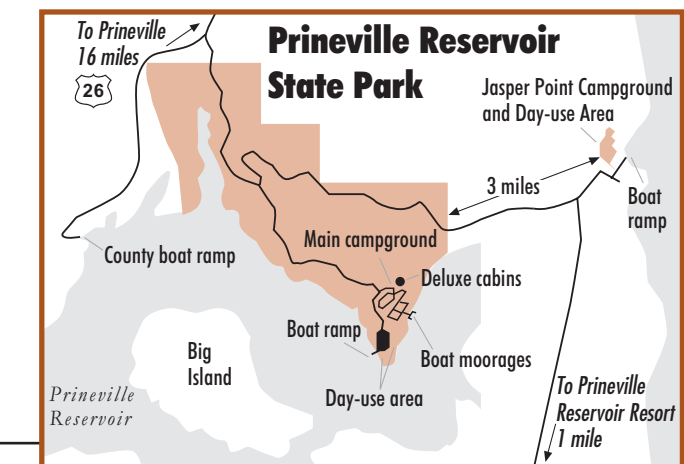 To Prineville
16 miles
26
Prineville Reservoir
State Park
Jasper Point Campground
and Day-use Area
3 miles
Boat
ramp
County boat ramp
Main campground
Deluxe cabins
Boat ramp
Boat moorages
Big
Island
Day-use area
Prineville
Reservoir
To Prineville
Reservoir Resort
1 mile